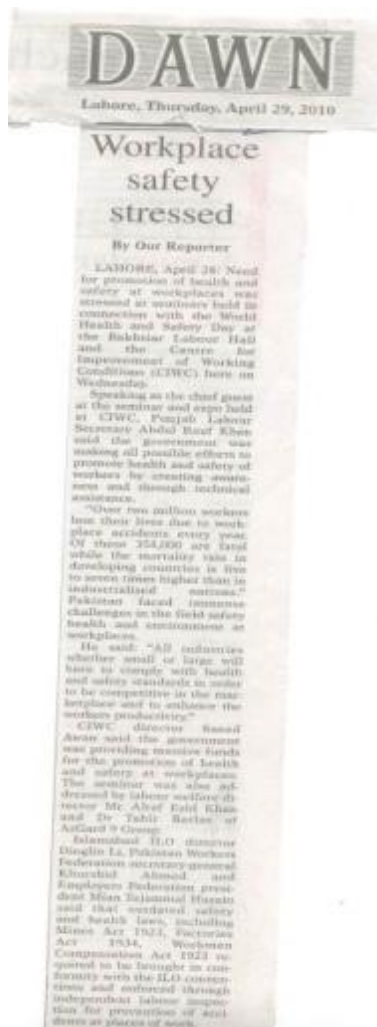 DAWN
Lahore, Thursday, April 29, 2010
Workplace
safety
stressed
By Our Reporter
LAHORE, April 28: Need
for promotion of health and
safety at workplaces was
stressed at seminars held in
connection with the World
Health and Safety Day at
the Bakhtiar Labour Hall
and the Centre for
Improvement of Working
Conditions (CIWC) here on
Wednesday.
Speaking as the chief guest
at the seminar and expo held
at CIWC, Punjab Labour
Secretary Abdul Rauf Khan
said the government was
making all possible efforts to
promote health and safety of
workers by creating aware-
ness and through technical
assistance.
"Over two million workers
lose their lives due to work-
place accidents every year.
Of these 354,000 are fatal
while the mortality rate in
developing countries is five
to seven times higher than in
industrialised nations."
Pakistan faced immense
challenges in the field safety
health and environment at
workplaces.
He said: "All industries
whether small or large will
have to comply with health
and safety standards in order
to be competitive in the mar-
ketplace and to enhance the
workers productivity."
CIWC director Saeed
Awan said the government
was providing massive funds
for the promotion of health
and safety at workplaces.
The seminar was also ad-
dressed by labour welfare di-
rector Mr Altaf Khan
and Dr Tahir of
AzGard 9 Group.
Islamabad ILO director
Donglin Li, Pakistan Workers
Federation secretary-general
Khurshid Ahmed and
Employers Federation presi-
dent Mian Tajammal Husain
said that outdated safety
and health laws, including
Mines Act 1923, Factories
Act 1934, Workmen
Compensation Act 1923 re-
quired to be brought in con-
formity with the ILO conven-
tions and enforced through
independent labour inspec-
tion for prevention of acci-
dents at places of work.